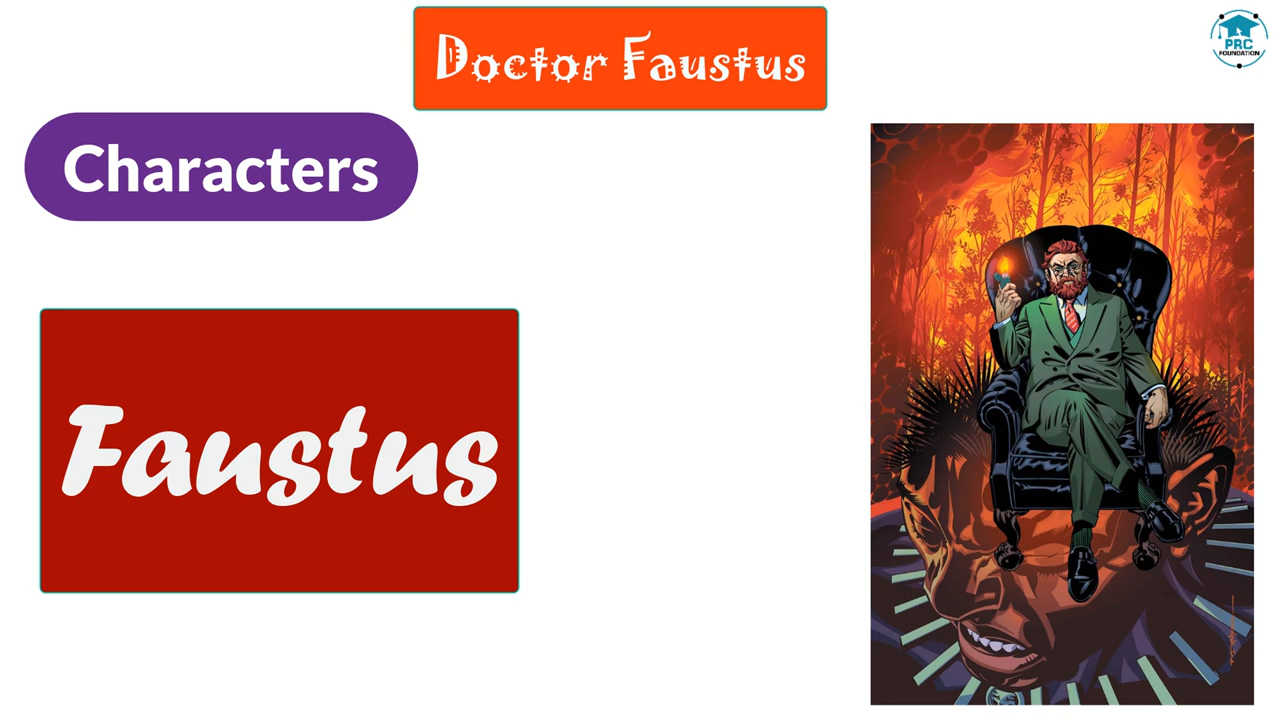 Doctor Faustus
PRC
FOUNDATION
Characters
Faustus